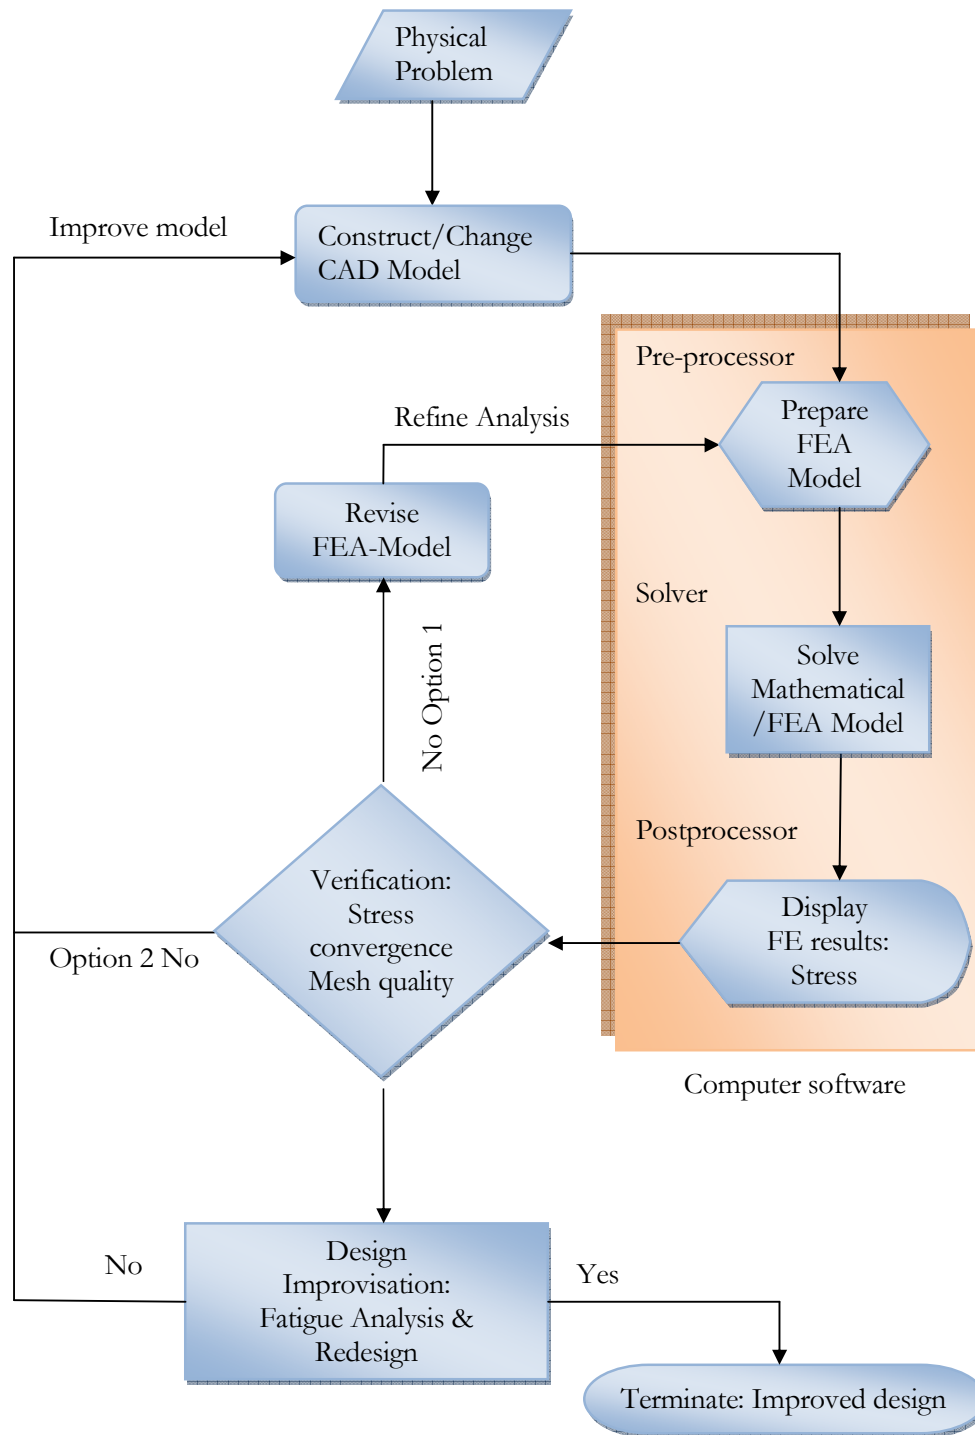 Physical
Problem
Improve model
Construct/Change
CAD Model
Pre-processor
Prepare
FEA
Model
Refine Analysis
Revise
FEA-Model
Solver
Solve
Mathematical
/FEA Model
No Option 1
Postprocessor
Display
FE results:
Stress
Verification:
Stress
convergence
Mesh quality
Option 2 No
Computer software
No
Design
Improvisation:
Fatigue Analysis &
Redesign
Yes
Terminate: Improved design